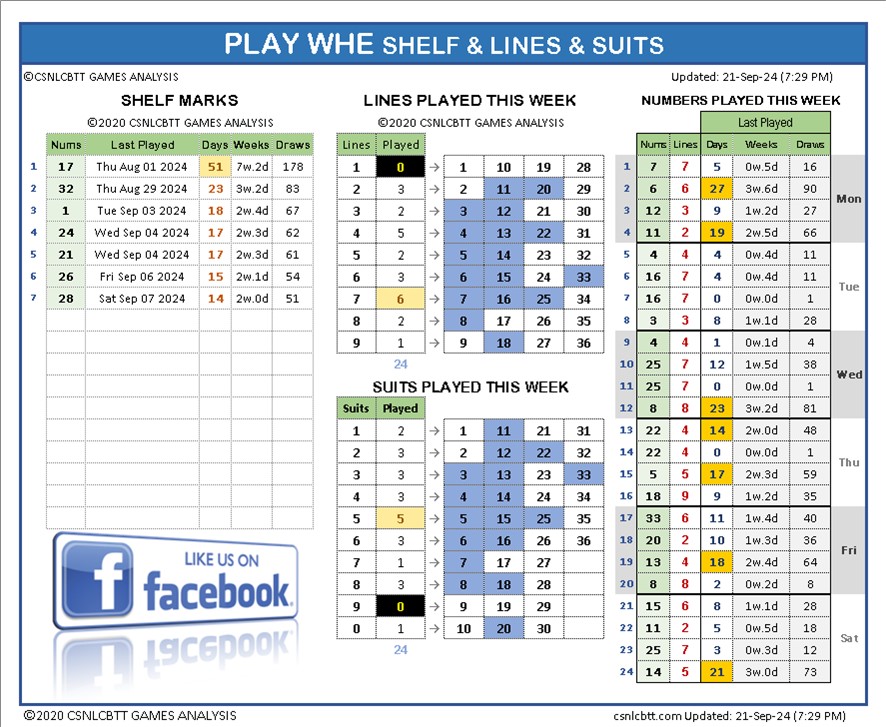 PLAY WHE SHELF & LINES & SUITS
©CSNLCBTT GAMES ANALYSIS
Updated: 21-Sep-24 (7:29 PM)
SHELF MARKS
©2020 CSNLCBTT GAMES ANALYSIS
Nums Last Played Days Weeks Draws
1 17 Thu Aug 01 2024 51 7w.2d 178
2 32 Thu Aug 29 2024 23 3w.2d 83
3 1 Tue Sep 03 2024 18 2w.4d 67
4 24 Wed Sep 04 2024 17 2w.3d 62
5 21 Wed Sep 04 2024 17 2w.3d 61
6 26 Fri Sep 06 2024 15 2w.1d 54
7 28 Sat Sep 07 2024 14 2w.0d 51
LIKE US ON
f facebook.
LINES PLAYED THIS WEEK
©2020 CSNLCBTT GAMES ANALYSIS
Lines Played
1 0 → 1 10 19 28
2 3 → 2 11 20 29
3 2 → 3 12 21 30
4 5 → 4 13 22 31
5 2 → 5 14 23 32
6 3 → 6 15 24 33
7 6 → 7 16 25 34
8 2 → 8 17 26 35
9 1 → 9 18 27 36
24
SUITS PLAYED THIS WEEK
Suits Played
1 2 → 1 11 21 31
2 3 → 2 12 22 32
3 3 → 3 13 23 33
4 3 → 4 14 24 34
5 5 → 5 15 25 35
6 3 → 6 16 26 36
7 1 → 7 17 27
8 3 → 8 18 28
9 0 → 9 19 29
0 1 → 10 20 30
24
NUMBERS PLAYED THIS WEEK
Last Played
Nums Lines Days Weeks Draws
1 7 7 5 0w.5d 16
2 6 6 27 3w.6d 90
Mon
3 12 3 9 1w.2d 27
4 11 2 19 2w.5d 66
5 4 4 4 0w.4d 11
6 16 7 4 0w.4d 11
Tue
7 16 7 0 0w.0d 1
8 3 3 8 1w.1d 28
9 4 4 1 0w.1d 4
10 25 7 12 1w.5d 38
Wed
11 25 7 0 0w.0d 1
12 8 8 23 3w.2d 81
13 22 4 14 2w.0d 48
14 22 4 0 0w.0d 1
Thu
15 5 5 17 2w.3d 59
16 18 9 9 1w.2d 35
17 33 6 11 1w.4d 40
18 20 2 10 1w.3d 36
Fri
19 13 4 18 2w.4d 64
20 8 8 2 0w.2d 8
21 15 6 8 1w.1d 28
22 11 2 5 0w.5d 18
Sat
23 25 7 3 0w.3d 12
24 14 5 21 3w.0d 73
©2020 CSNLCBTT GAMES ANALYSIS
csnlcbtt.com Updated: 21-Sep-24 (7:29 PM)